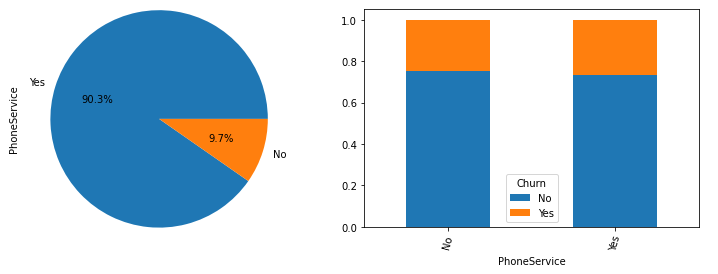 PhoneService
Yes
90.3%
9.7%
No
1.0
0.8
0.6
0.4
0.2
0.0
Churn
No
Yes
No
Yes
PhoneService